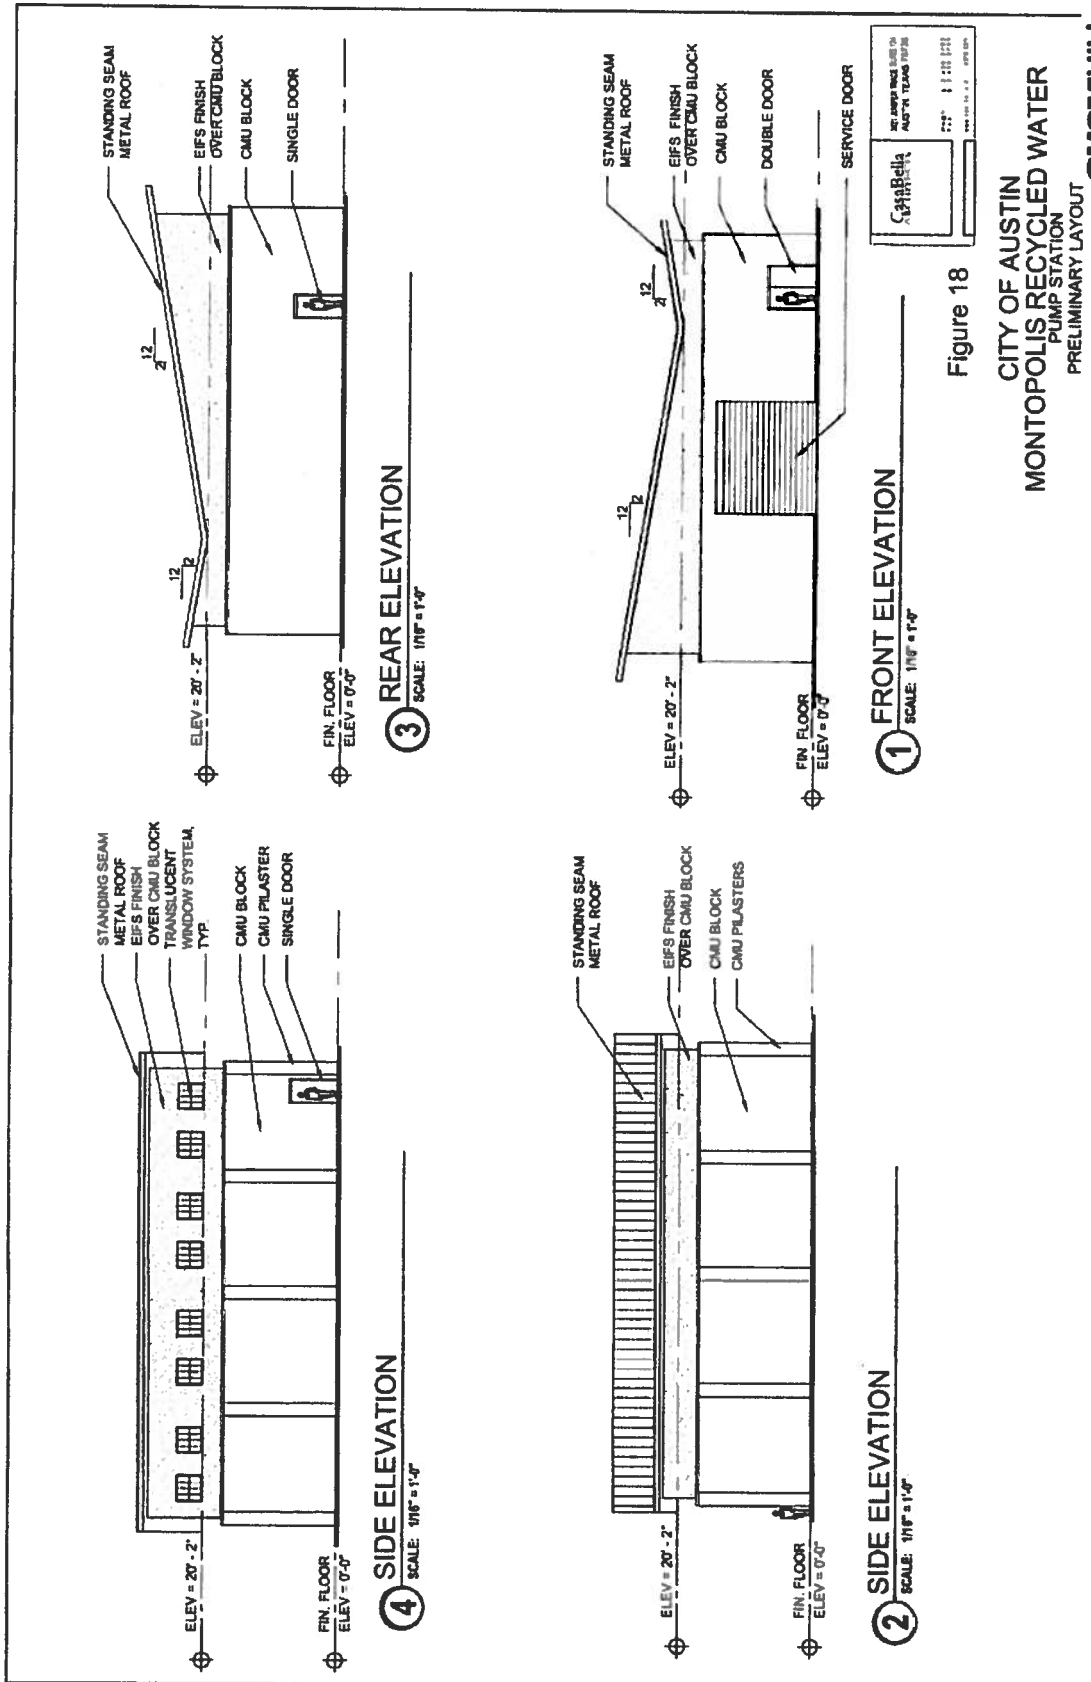 STANDING SEAM
METAL ROOF
EIFS FINISH
OVER CMU BLOCK
TRANSLUCENT
WINDOW SYSTEM,
TYP.
CMU BLOCK
CMU PILASTER
SINGLE DOOR
ELEV = 20' - 2"
FIN. FLOOR
ELEV = 0'-0"
4 SIDE ELEVATION
SCALE: 1/16" = 1'-0"
STANDING SEAM
METAL ROOF
EIFS FINISH
OVER CMU BLOCK
CMU BLOCK
SINGLE DOOR
12
2
12
2
ELEV = 20' - 2"
FIN. FLOOR
ELEV = 0'-0"
3 REAR ELEVATION
SCALE: 1/16" = 1'-0"
STANDING SEAM
METAL ROOF
EIFS FINISH
OVER CMU BLOCK
CMU BLOCK
CMU PILASTERS
ELEV = 20' - 2"
FIN. FLOOR
ELEV = 0'-0"
2 SIDE ELEVATION
SCALE: 1/16" = 1'-0"
STANDING SEAM
METAL ROOF
EIFS FINISH
OVER CMU BLOCK
CMU BLOCK
DOUBLE DOOR
SERVICE DOOR
12
2
12
2
ELEV = 20' - 2"
FIN. FLOOR
ELEV = 0'-0"
1 FRONT ELEVATION
SCALE: 1/16" = 1'-0"
CasaBella
ARCHITECTS
AUSTIN TEXAS
Figure 18
CITY OF AUSTIN
MONTOPOLIS RECYCLED WATER
PUMP STATION
PRELIMINARY LAYOUT